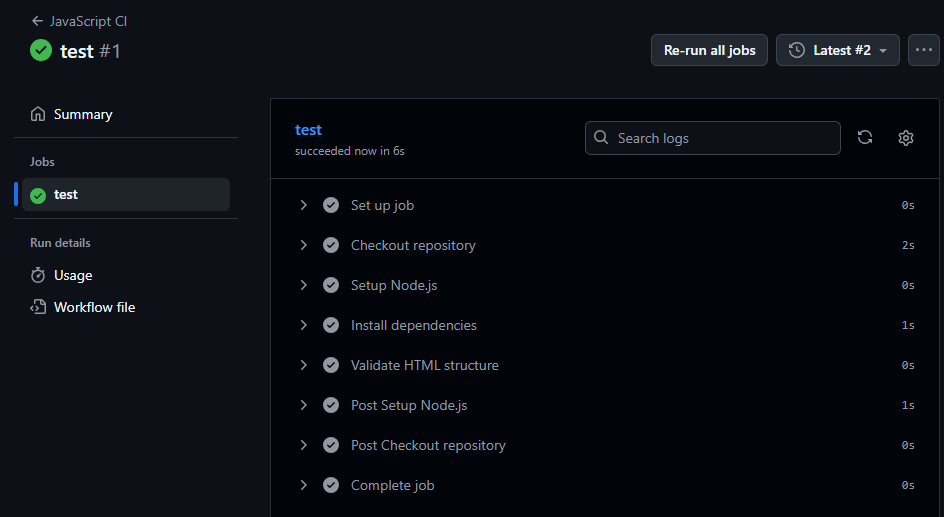 JavaScript CI
test #1
Re-run all jobs
Latest #2
Summary
Jobs
test
Run details
Usage
Workflow file
test
succeeded now in 6s
Search logs
Set up job 0s
Checkout repository 2s
Setup Node.js 0s
Install dependencies 1s
Validate HTML structure 0s
Post Setup Node.js 1s
Post Checkout repository 0s
Complete job 0s